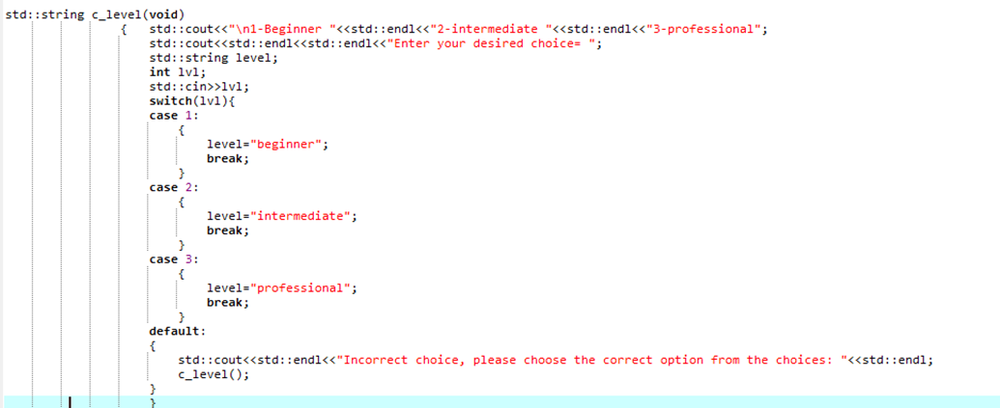 std::string c_level(void)
{ std::cout<<"\n1-Beginner "<<std::endl<<"2-intermediate "<<std::endl<<"3-professional";
std::cout<<std::endl<<std::endl<<"Enter your desired choice= ";
std::string level;
int lvl;
std::cin>>lvl;
switch(lvl){
case 1:
{
level="beginner";
break;
}
case 2:
{
level="intermediate";
break;
}
case 3:
{
level="professional";
break;
}
default:
{
std::cout<<std::endl<<"Incorrect choice, please choose the correct option from the choices: "<<std::endl;
c_level();
}
}